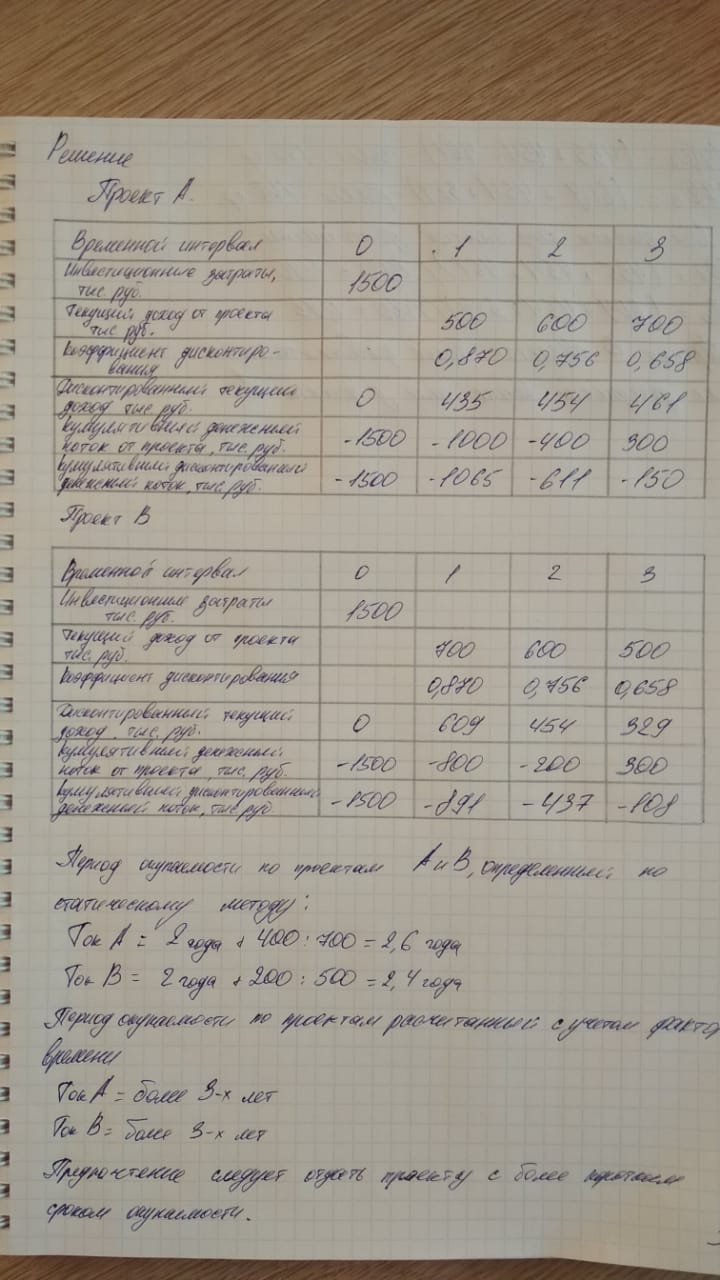 Решение
Проект А.
Временной интервал 0 1 2 3
Инвестиционные затраты,
тыс. руб. 1500
Текущий доход от проекта
тыс руб. 500 600 700
Коэффициент дисконтиро-
вания 0,870 0,756 0,658
Дисконтированный текущий
доход тыс руб. 0 435 454 461
Кумулятивный денежный
поток от проекта, тыс. руб. -1500 -1000 -400 300
Кумулятивный дисконтированный
денежный поток, тыс. руб. -1500 -1065 -611 -150
Проект В
Временной интервал 0 1 2 3
Инвестиционные затраты
тыс. руб. 1500
Текущий доход от проекта
тыс. руб. 700 600 500
Коэффициент дисконтирования 0,870 0,756 0,658
Дисконтированный текущий
доход, тыс. руб. 0 609 454 329
Кумулятивный денежный
поток от проекта, тыс. руб. -1500 -800 -200 300
Кумулятивный дисконтированный
денежный поток, тыс руб -1500 -891 -437 -108
Период окупаемости по проектам А и В, определенный по
статическому методу:
Ток А = 2 года + 400 : 700 = 2,6 года
Ток В = 2 года + 200 : 500 = 2,4 года
Период окупаемости по проектам расчитанный с учетом фактор
времени
Ток А = более 3-х лет
Ток В = более 3-х лет
Предпочтение следует отдать проекту с более коротким
сроком окупаемости.